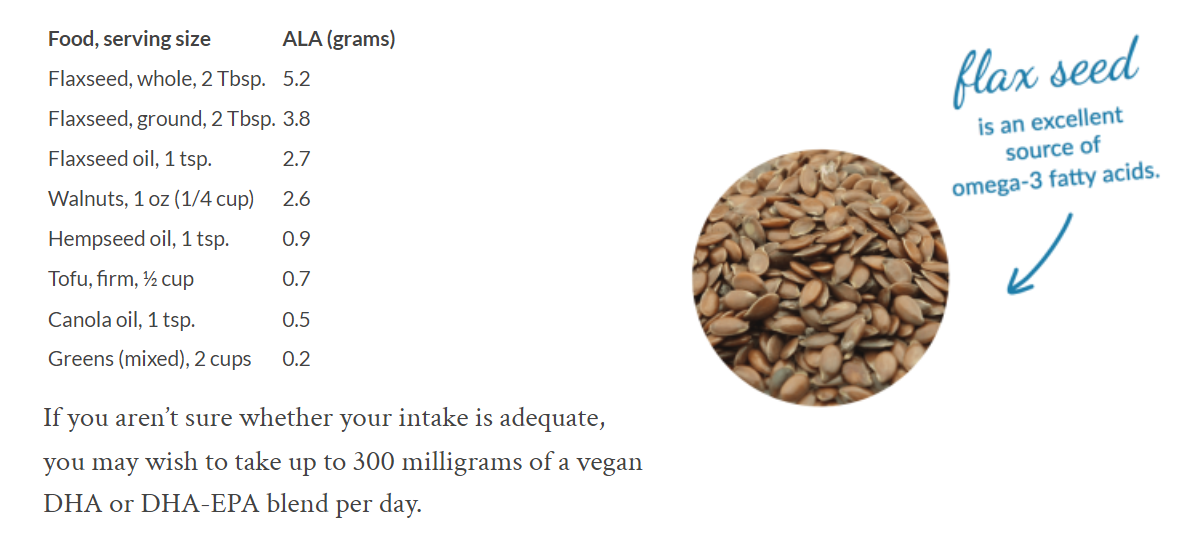 Food, serving size ALA (grams)
Flaxseed, whole, 2 Tbsp. 5.2
Flaxseed, ground, 2 Tbsp. 3.8
Flaxseed oil, 1 tsp. 2.7
Walnuts, 1 oz (1/4 cup) 2.6
Hempseed oil, 1 tsp. 0.9
Tofu, firm, ½ cup 0.7
Canola oil, 1 tsp. 0.5
Greens (mixed), 2 cups 0.2
If you aren’t sure whether your intake is adequate,
you may wish to take up to 300 milligrams of a vegan
DHA or DHA-EPA blend per day.
flax seed
is an excellent
source of
omega-3 fatty acids.